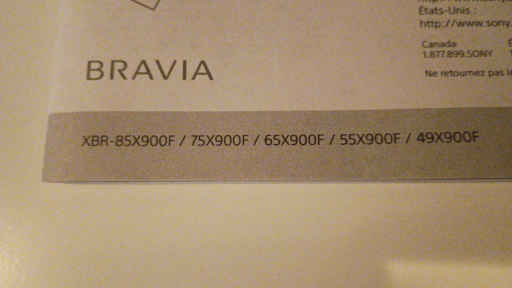 États-Unis :
http://www.sony.
Canada
1.877.899.SONY
Ne retournez pas
BRAVIA
XBR-85X900F / 75X900F / 65X900F / 55X900F / 49X900F